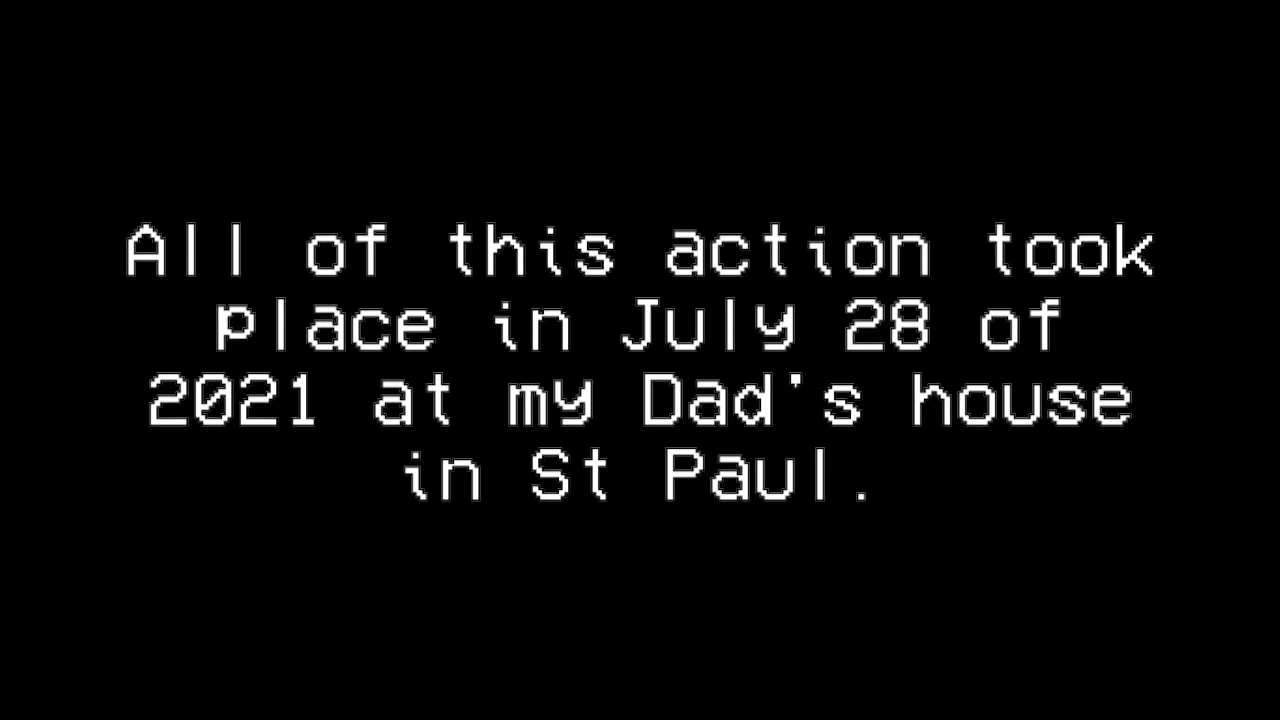 All of this action took
place in July 28 of
2021 at my Dad's house
in St Paul.